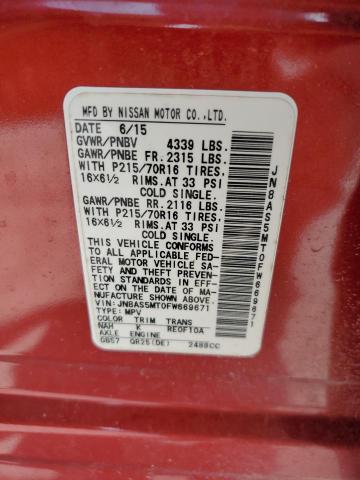 MFD BY NISSAN MOTOR CO.,LTD.
DATE 6/15
GVWR/PNBV 4339 LBS.
GAWR/PNBE FR. 2315 LBS.
WITH P215/70R16 TIRES,
16X6½ RIMS.AT 33 PSI
COLD SINGLE.
GAWR/PNBE RR. 2116 LBS.
WITH P215/70R16 TIRES,
16X6½ RIMS.AT 33 PSI
COLD SINGLE.
THIS VEHICLE CONFORMS
TO ALL APPLICABLE FED-
ERAL MOTOR VEHICLE SA-
FETY AND THEFT PREVEN-
TION STANDARDS IN EFF-
ECT ON THE DATE OF MA-
NUFACTURE SHOWN ABOVE.
VIN: JN8AS5MT0FW669671
TYPE: MPV
COLOR TRIM TRANS
NAH K RE0F10A
AXLE ENGINE
GB57 QR25(DE) 2488CC
JN8AS5MT0FW669671